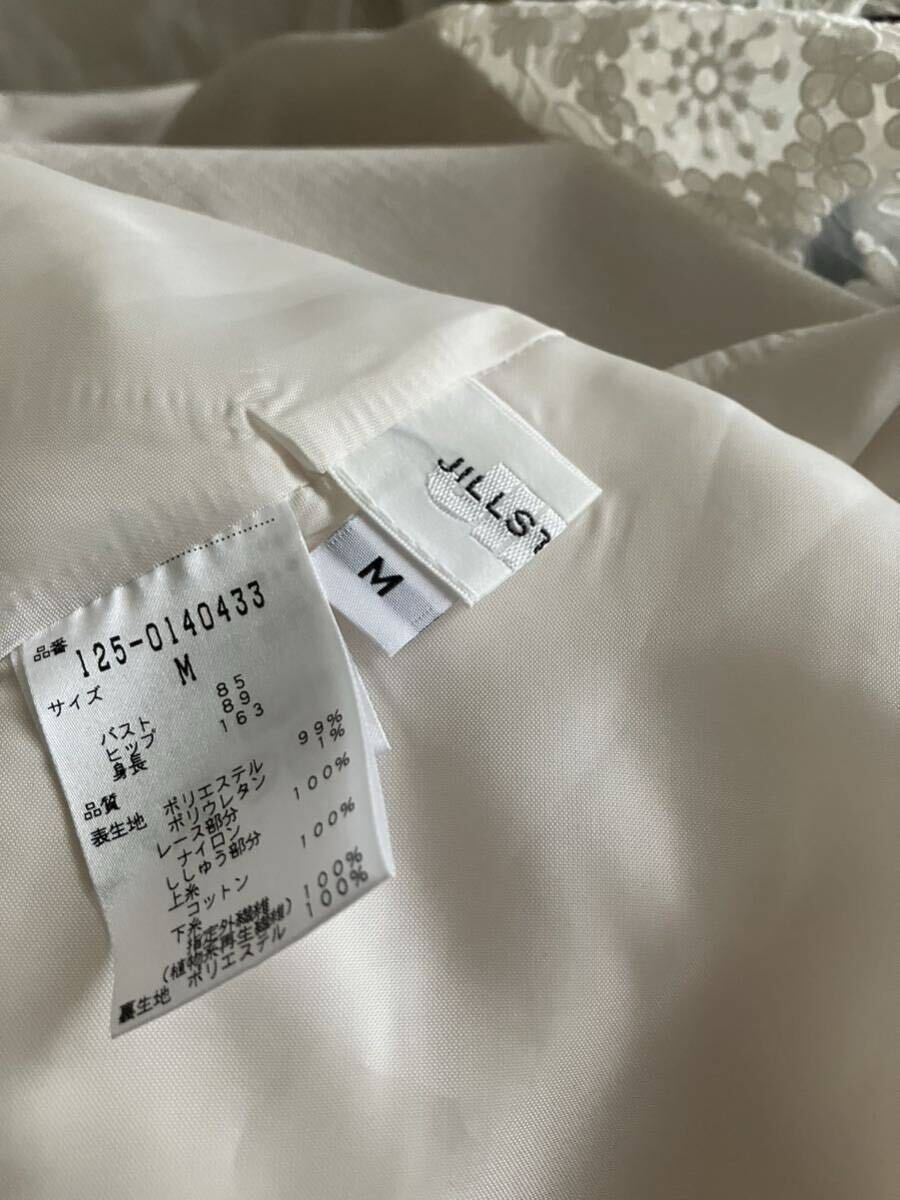 JILLST
M
品番 125-0140433
サイズ M
バスト 85
ヒップ 89
身長 163
品質
表生地 ポリエステル 99%
ポリウレタン 1%
レース部分
ナイロン 100%
ししゅう部分
上糸
コットン 100%
下糸
指定外繊維
(植物系再生繊維) 100%
裏生地 ポリエステル 100%